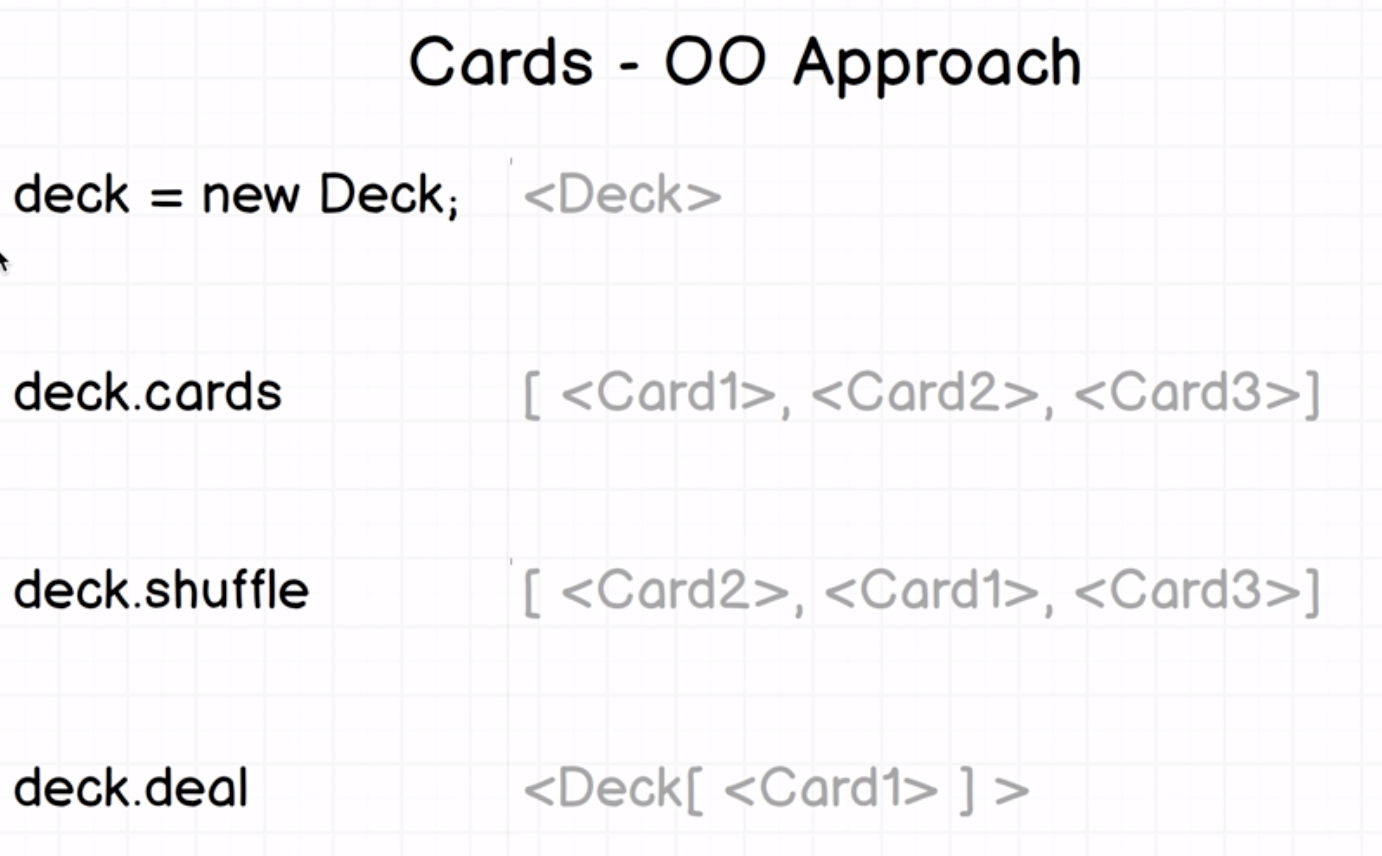 Cards - OO Approach
deck = new Deck; <Deck>
deck.cards [ <Card1>, <Card2>, <Card3>]
deck.shuffle [ <Card2>, <Card1>, <Card3>]
deck.deal <Deck[ <Card1> ] >